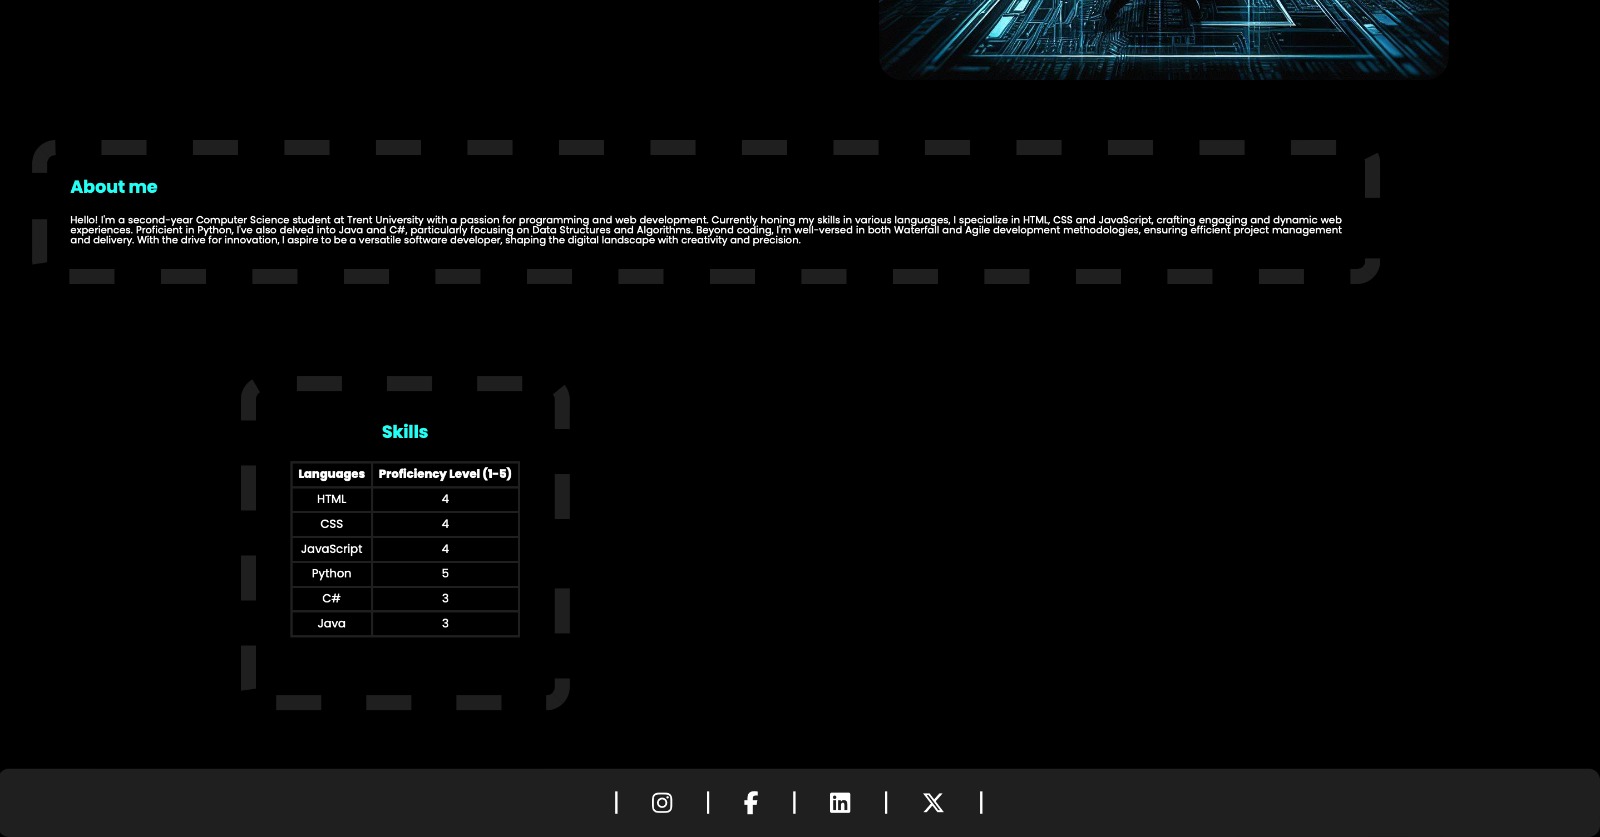 About me
Hello! I'm a second-year Computer Science student at Trent University with a passion for programming and web development. Currently honing my skills in various languages, I specialize in HTML, CSS and JavaScript, crafting engaging and dynamic web
experiences. Proficient in Python, I've also delved into Java and C#, particularly focusing on Data Structures and Algorithms. Beyond coding, I'm well-versed in both Waterfall and Agile development methodologies, ensuring efficient project management
and delivery. With the drive for innovation, I aspire to be a versatile software developer, shaping the digital landscape with creativity and precision.
Skills
Languages Proficiency Level (1-5)
HTML 4
CSS 4
JavaScript 4
Python 5
C# 3
Java 3